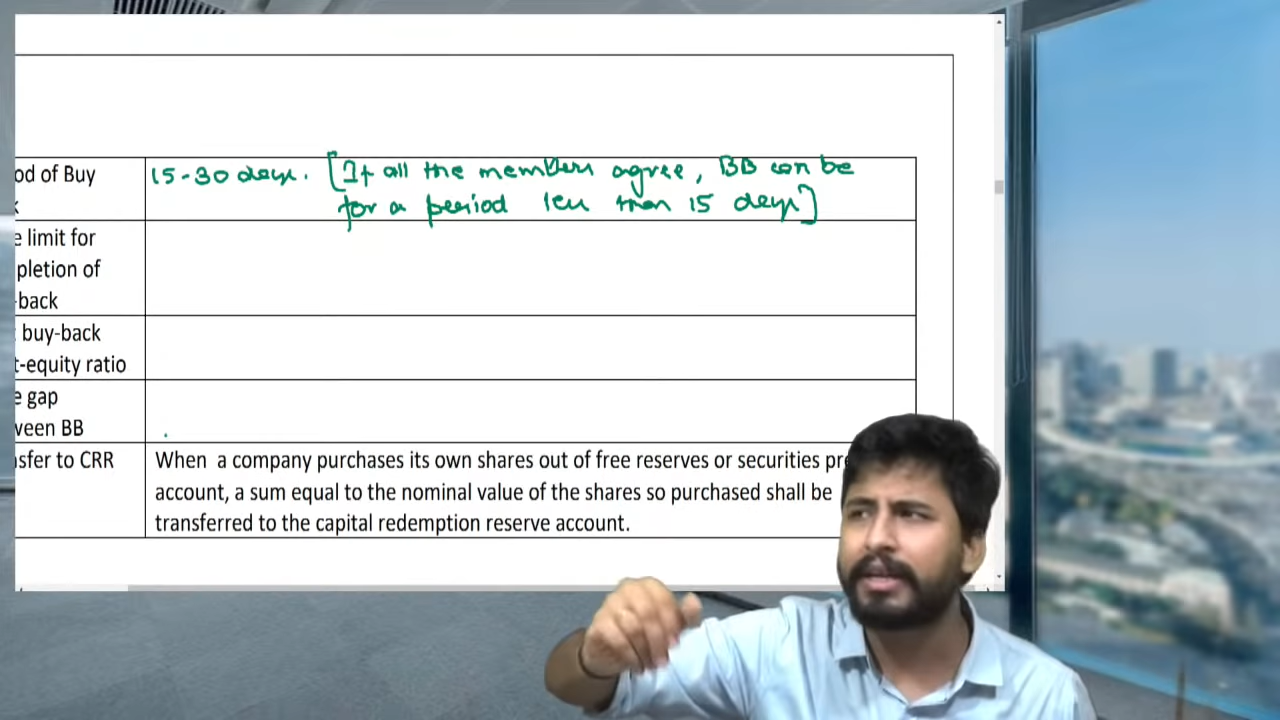 od of Buy
15-30 days. [If all the members agree, BB can be
for a period less than 15 days]
e limit for
pletion of
-back
buy-back
t-equity ratio
e gap
ween BB
nsfer to CRR
When a company purchases its own shares out of free reserves or securities pre
account, a sum equal to the nominal value of the shares so purchased shall be
transferred to the capital redemption reserve account.